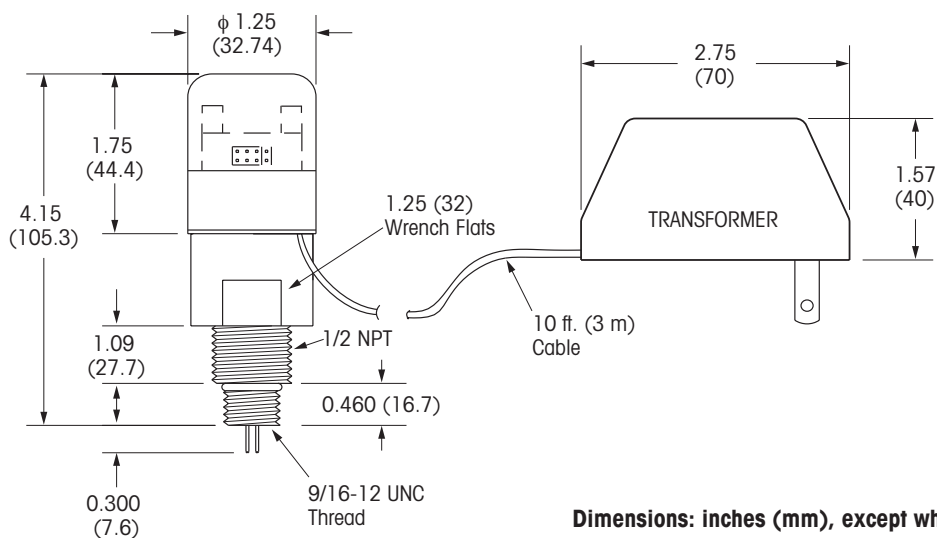 ϕ 1.25
(32.74)
2.75
(70)
1.75
(44.4)
1.57
(40)
4.15
(105.3)
1.25 (32)
Wrench Flats
TRANSFORMER
10 ft. (3 m)
Cable
1/2 NPT
1.09
(27.7)
0.460 (16.7)
9/16-12 UNC
Thread
0.300
(7.6)
Dimensions: inches (mm), except